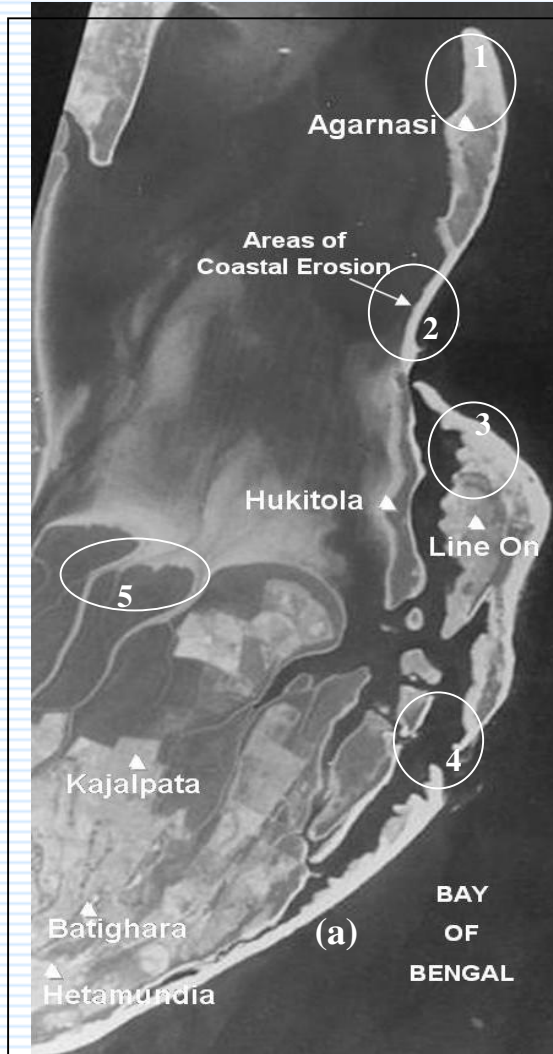 1
Agarnasi
Areas of
Coastal Erosion
2
3
Hukitola
Line On
5
4
Kajalpata
Batighara
(a)
BAY
OF
BENGAL
Hetamundia